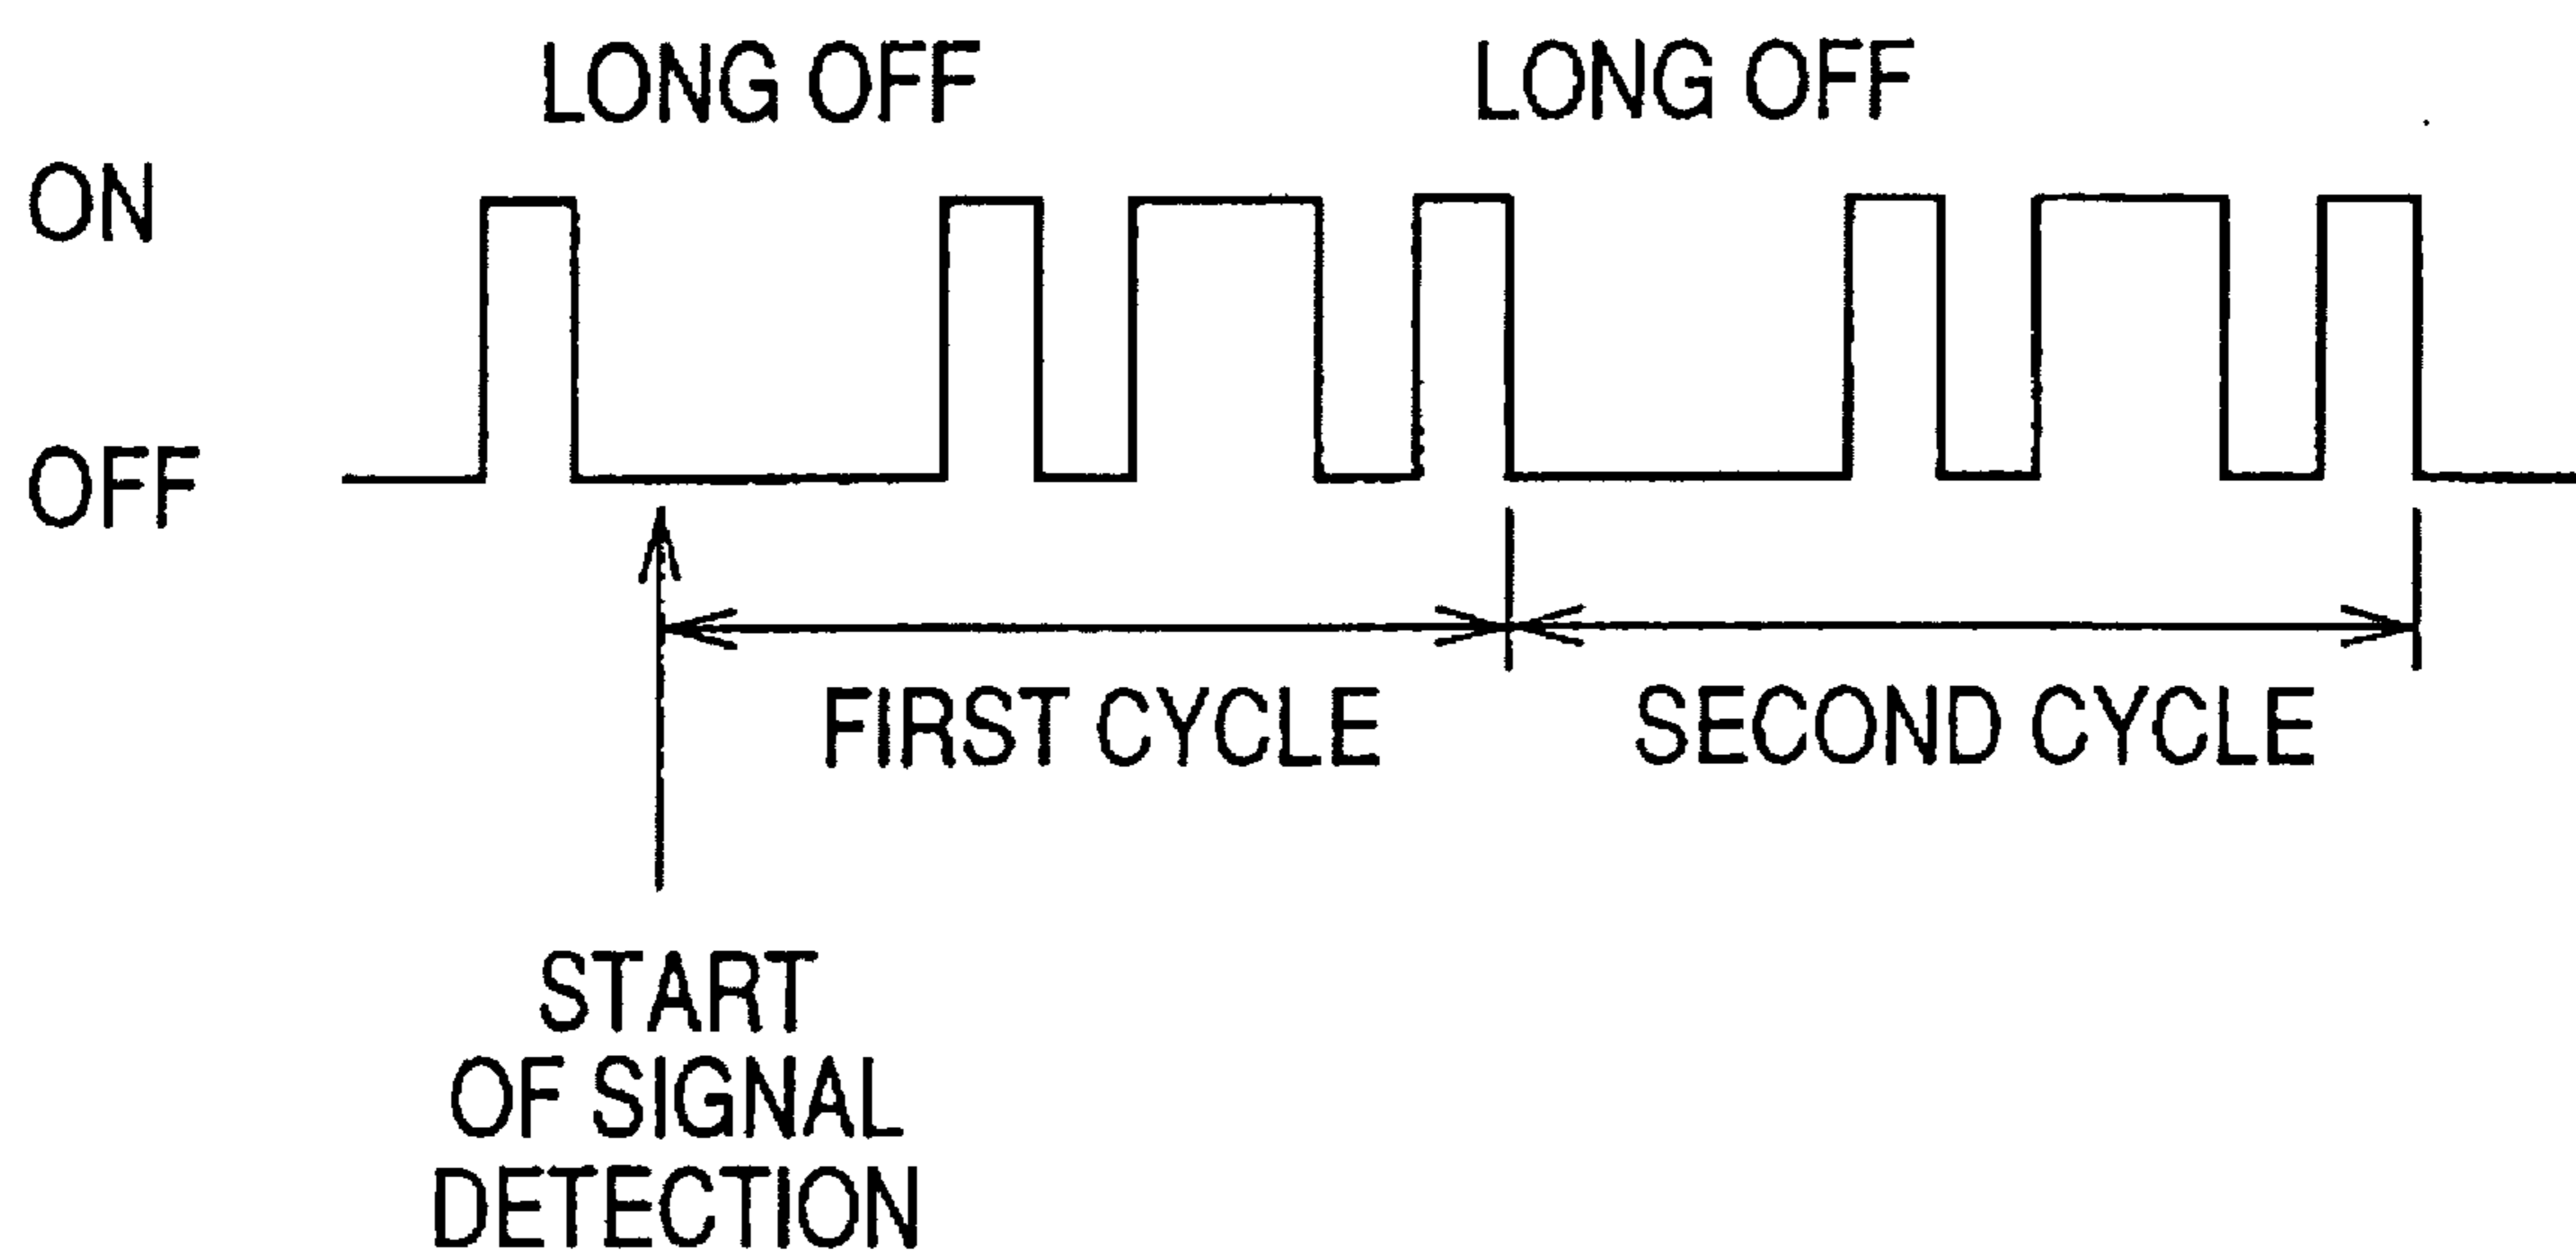 LONG OFF LONG OFF
ON
OFF
FIRST CYCLE SECOND CYCLE
START
OF SIGNAL
DETECTION